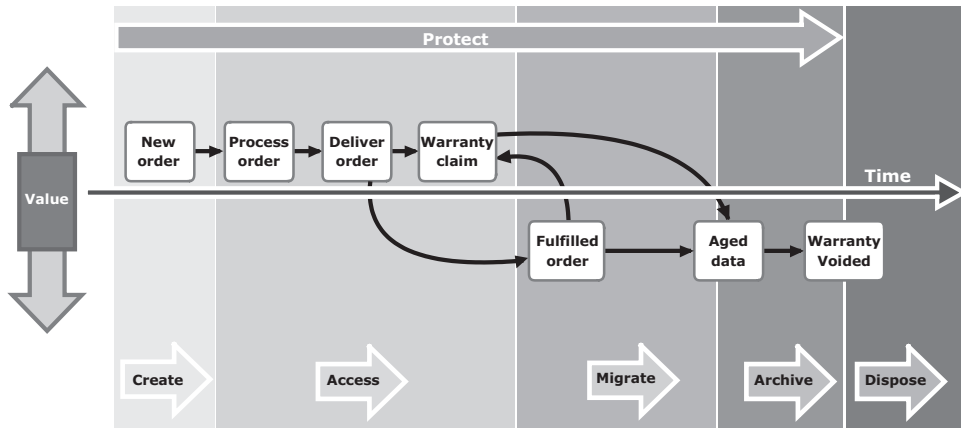 Protect
New
order
Process
order
Deliver
order
Warranty
claim
Time
Value
Fulfilled
order
Aged
data
Warranty
Voided
Create
Access
Migrate
Archive
Dispose